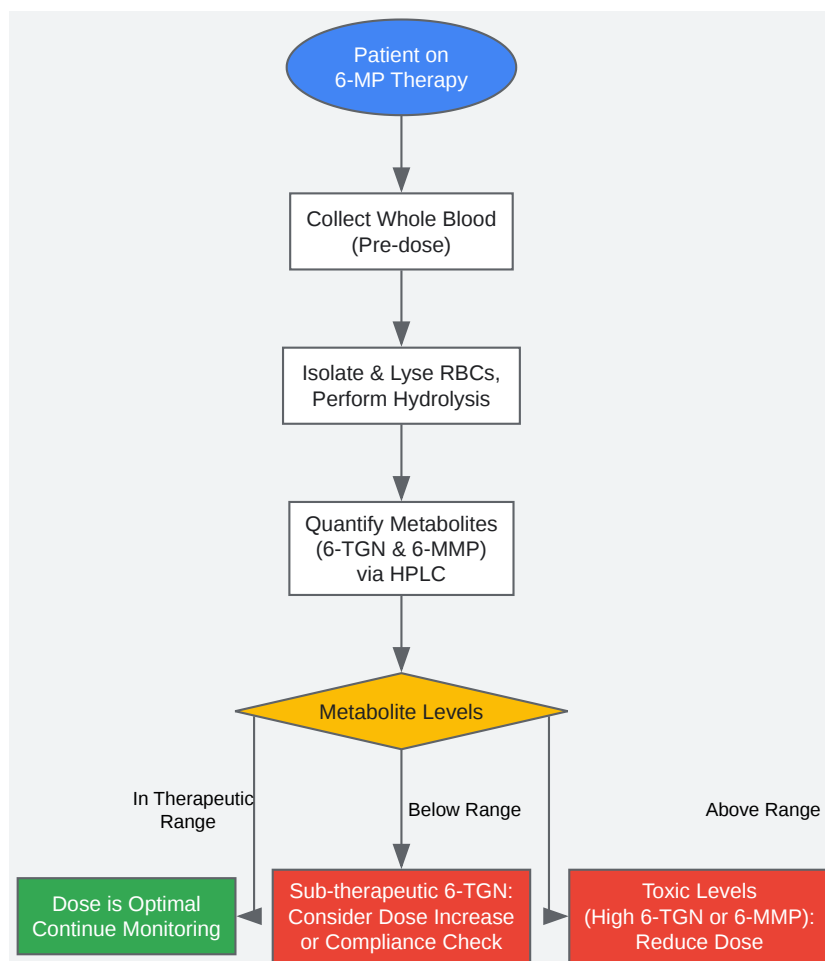 Patient on
6-MP Therapy
Collect Whole Blood
(Pre-dose)
Isolate & Lyse RBCs,
Perform Hydrolysis
Quantify Metabolites
(6-TGN & 6-MMP)
via HPLC
Metabolite Levels
In Therapeutic
Range
Below Range
Above Range
Dose is Optimal
Continue Monitoring
Sub-therapeutic 6-TGN:
Consider Dose Increase
or Compliance Check
Toxic Levels
(High 6-TGN or 6-MMP):
Reduce Dose